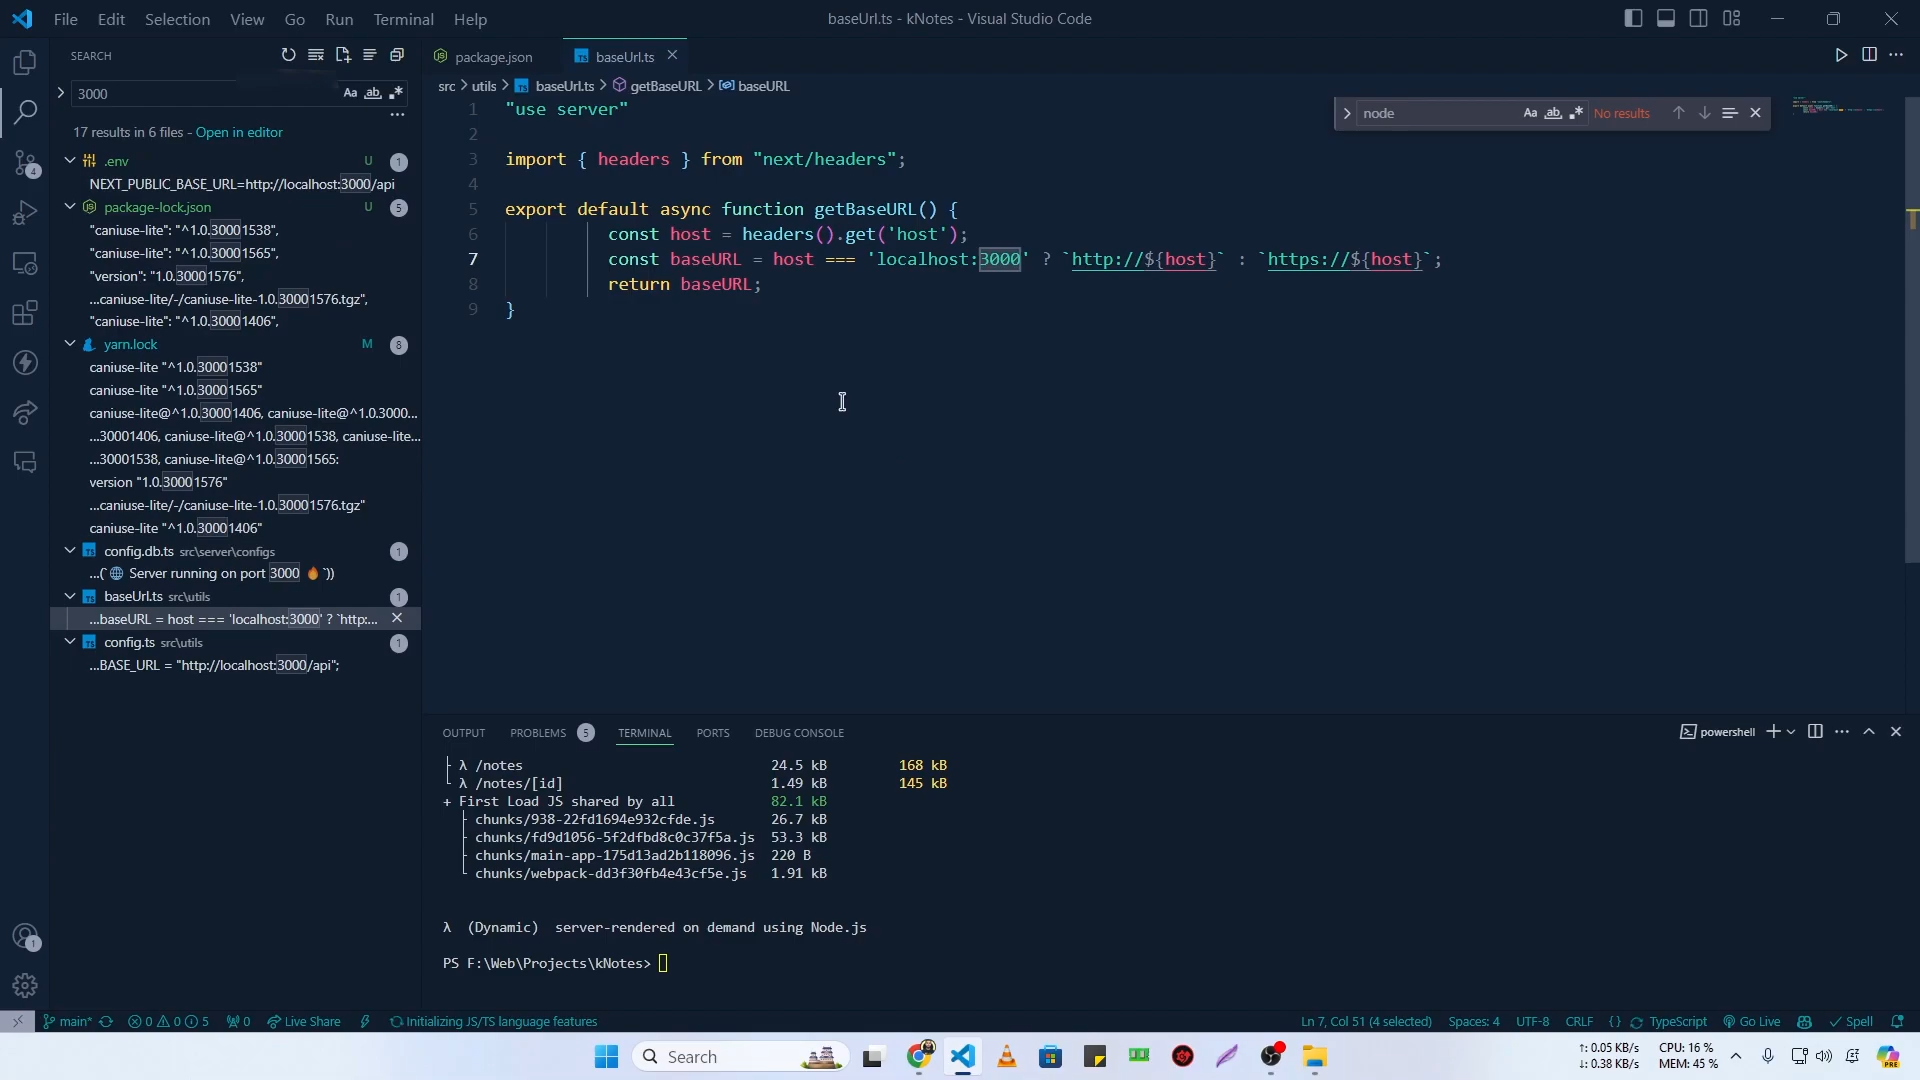 File Edit Selection View Go Run Terminal Help
baseUrl.ts - kNotes - Visual Studio Code
SEARCH
3000
Aa ab .*
17 results in 6 files - Open in editor
.env U 1
NEXT_PUBLIC_BASE_URL=http://localhost:3000/api
package-lock.json U 5
"caniuse-lite": "^1.0.30001538",
"caniuse-lite": "^1.0.30001565",
"version": "1.0.30001576",
...caniuse-lite/-/caniuse-lite-1.0.30001576.tgz",
"caniuse-lite": "^1.0.30001406",
yarn.lock M 8
caniuse-lite "^1.0.30001538"
caniuse-lite "^1.0.30001565"
caniuse-lite@^1.0.30001406, caniuse-lite@^1.0.3000...
...30001406, caniuse-lite@^1.0.30001538, caniuse-lite...
...30001538, caniuse-lite@^1.0.30001565:
version "1.0.30001576"
...caniuse-lite/-/caniuse-lite-1.0.30001576.tgz"
caniuse-lite "^1.0.30001406"
config.db.ts src\server\configs 1
...(`🌐 Server running on port 3000 🔥`))
baseUrl.ts src\utils 1
...baseURL = host === 'localhost:3000' ? `http:...
config.ts src\utils 1
...BASE_URL = "http://localhost:3000/api";
package.json
TS baseUrl.ts
src > utils > TS baseUrl.ts > getBaseURL > baseURL
node
Aa ab .* No results
1 "use server"
2
3 import { headers } from "next/headers";
4
5 export default async function getBaseURL() {
6 const host = headers().get('host');
7 const baseURL = host === 'localhost:3000' ? `http://${host}` : `https://${host}`;
8 return baseURL;
9 }
OUTPUT PROBLEMS 5 TERMINAL PORTS DEBUG CONSOLE
powershell
├ λ /notes 24.5 kB 168 kB
└ λ /notes/[id] 1.49 kB 145 kB
+ First Load JS shared by all 82.1 kB
├ chunks/938-22fd1694e932cfde.js 26.7 kB
├ chunks/fd9d1056-5f2dfbd8c0c37f5a.js 53.3 kB
├ chunks/main-app-175d13ad2b118096.js 220 B
└ chunks/webpack-dd3f30fb4e43cf5e.js 1.91 kB
λ (Dynamic) server-rendered on demand using Node.js
PS F:\Web\Projects\kNotes>
4
1
main* 0 0 5 0 Live Share Initializing JS/TS language features
Ln 7, Col 51 (4 selected) Spaces: 4 UTF-8 CRLF {} TypeScript Go Live Spell
Search
↑: 0.05 KB/s CPU: 16 %
↓: 0.38 KB/s MEM: 45 %
PRE